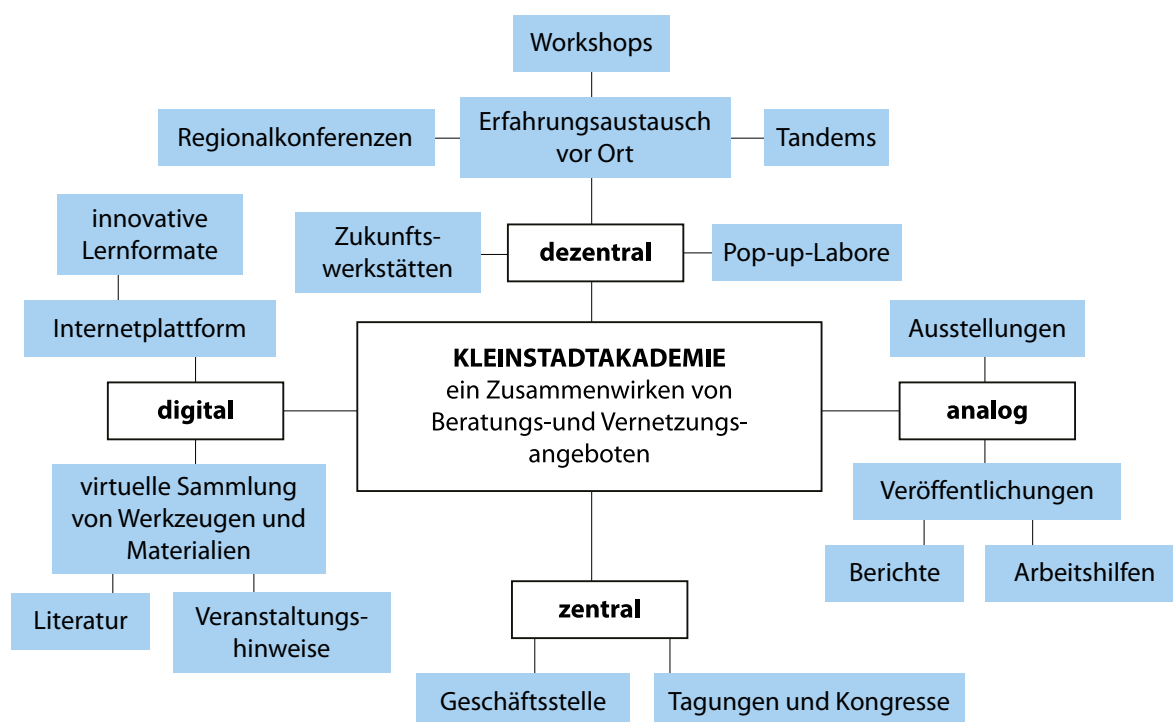 Workshops
Regionalkonferenzen
Erfahrungsaustausch
vor Ort
Tandems
innovative
Lernformate
Zukunfts-
werkstätten
dezentral
Pop-up-Labore
Internetplattform
Ausstellungen
KLEINSTADTAKADEMIE
ein Zusammenwirken von
Beratungs-und Vernetzungs-
angeboten
digital
analog
virtuelle Sammlung
von Werkzeugen und
Materialien
Veröffentlichungen
Berichte
Arbeitshilfen
Literatur
Veranstaltungs-
hinweise
zentral
Geschäftsstelle
Tagungen und Kongresse